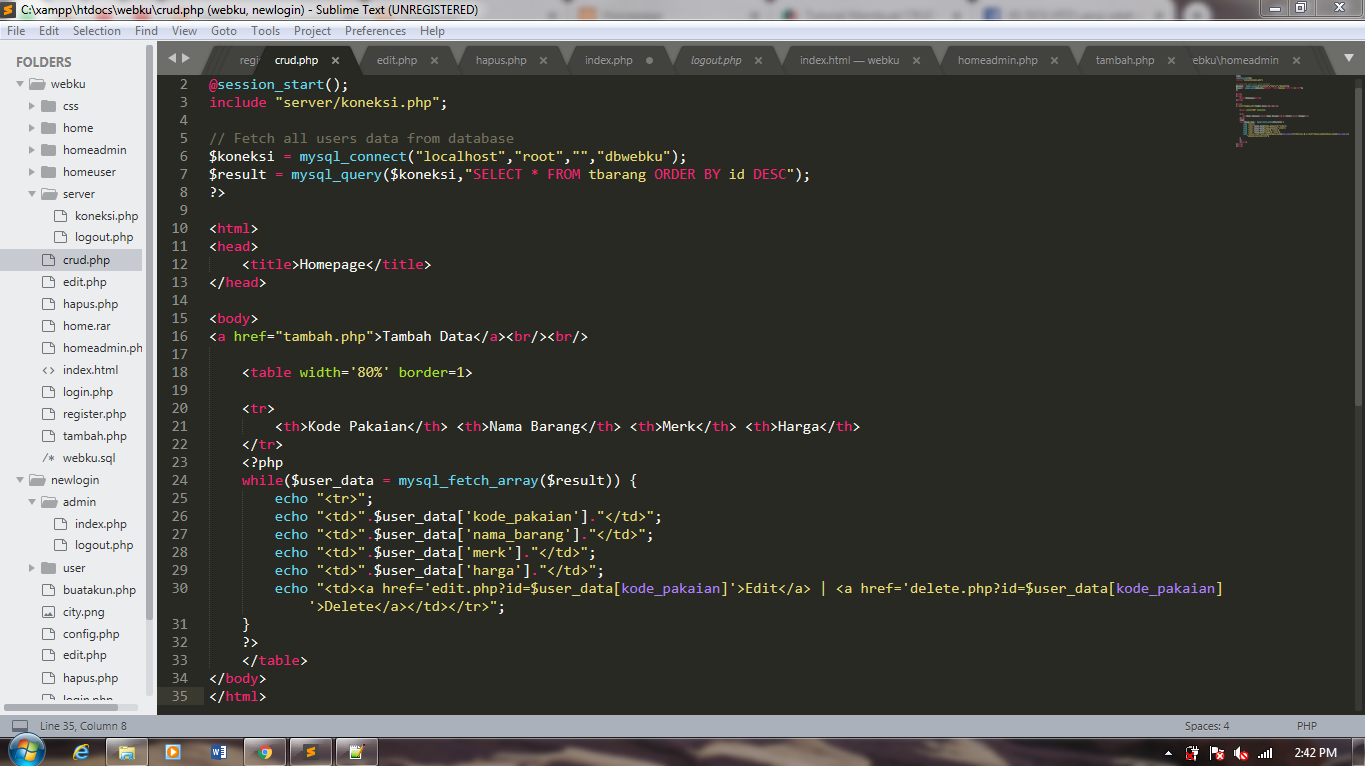 C:\xampp\htdocs\webku\crud.php (webku, newlogin) - Sublime Text (UNREGISTERED)
File Edit Selection Find View Goto Tools Project Preferences Help
FOLDERS
webku
css
home
homeadmin
homeuser
server
koneksi.php
logout.php
crud.php
edit.php
hapus.php
home.rar
homeadmin.ph
index.html
login.php
register.php
tambah.php
webku.sql
newlogin
admin
index.php
logout.php
user
buatakun.php
city.png
config.php
edit.php
hapus.php
login.php
regi crud.php edit.php hapus.php index.php logout.php index.html — webku homeadmin.php tambah.php ebku\homeadmin
2 @session_start();
3 include "server/koneksi.php";
4
5 // Fetch all users data from database
6 $koneksi = mysql_connect("localhost","root","","dbwebku");
7 $result = mysql_query($koneksi,"SELECT * FROM tbarang ORDER BY id DESC");
8 ?>
9
10 <html>
11 <head>
12 <title>Homepage</title>
13 </head>
14
15 <body>
16 <a href="tambah.php">Tambah Data</a><br/><br/>
17
18 <table width='80%' border=1>
19
20 <tr>
21 <th>Kode Pakaian</th> <th>Nama Barang</th> <th>Merk</th> <th>Harga</th>
22 </tr>
23 <?php
24 while($user_data = mysql_fetch_array($result)) {
25 echo "<tr>";
26 echo "<td>".$user_data['kode_pakaian']."</td>";
27 echo "<td>".$user_data['nama_barang']."</td>";
28 echo "<td>".$user_data['merk']."</td>";
29 echo "<td>".$user_data['harga']."</td>";
30 echo "<td><a href='edit.php?id=$user_data[kode_pakaian]'>Edit</a> | <a href='delete.php?id=$user_data[kode_pakaian]
'>Delete</a></td></tr>";
31 }
32 ?>
33 </table>
34 </body>
35 </html>
Line 35, Column 8
Spaces: 4
PHP
2:42 PM